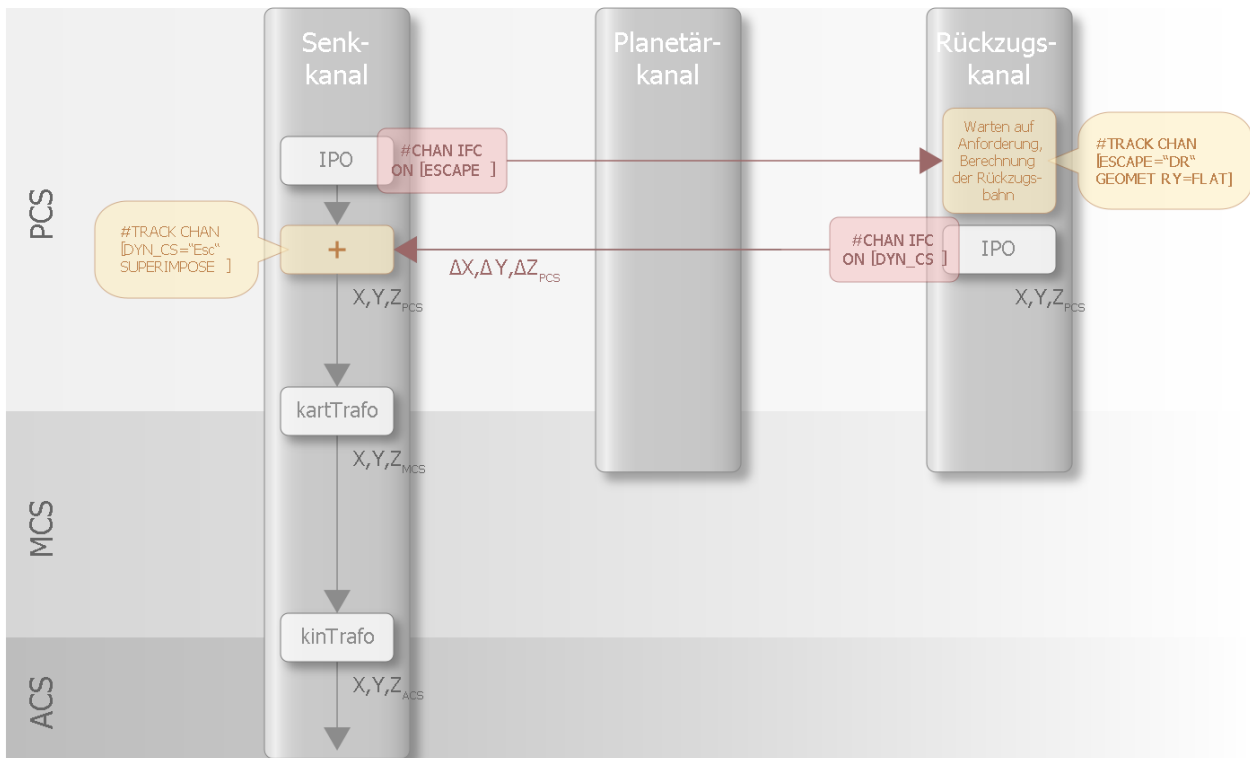 Senk-
kanal
Planetär-
kanal
Rückzugs-
kanal
PCS
IPO
#CHAN IFC
ON [ESCAPE ]
Warten auf
Anforderung,
Berechnung
der Rückzugs-
bahn
#TRACK CHAN
[ESCAPE="DR“
GEOMET RY=FLAT]
#TRACK CHAN
[DYN_CS="Esc“
SUPERIMPOSE ]
+
ΔX,Δ Y,ΔZPCS
#CHAN IFC
ON [DYN_CS ]
IPO
X,Y,ZPCS
X,Y,ZPCS
kartTrafo
X,Y,ZMCS
MCS
kinTrafo
X,Y,ZACS
ACS